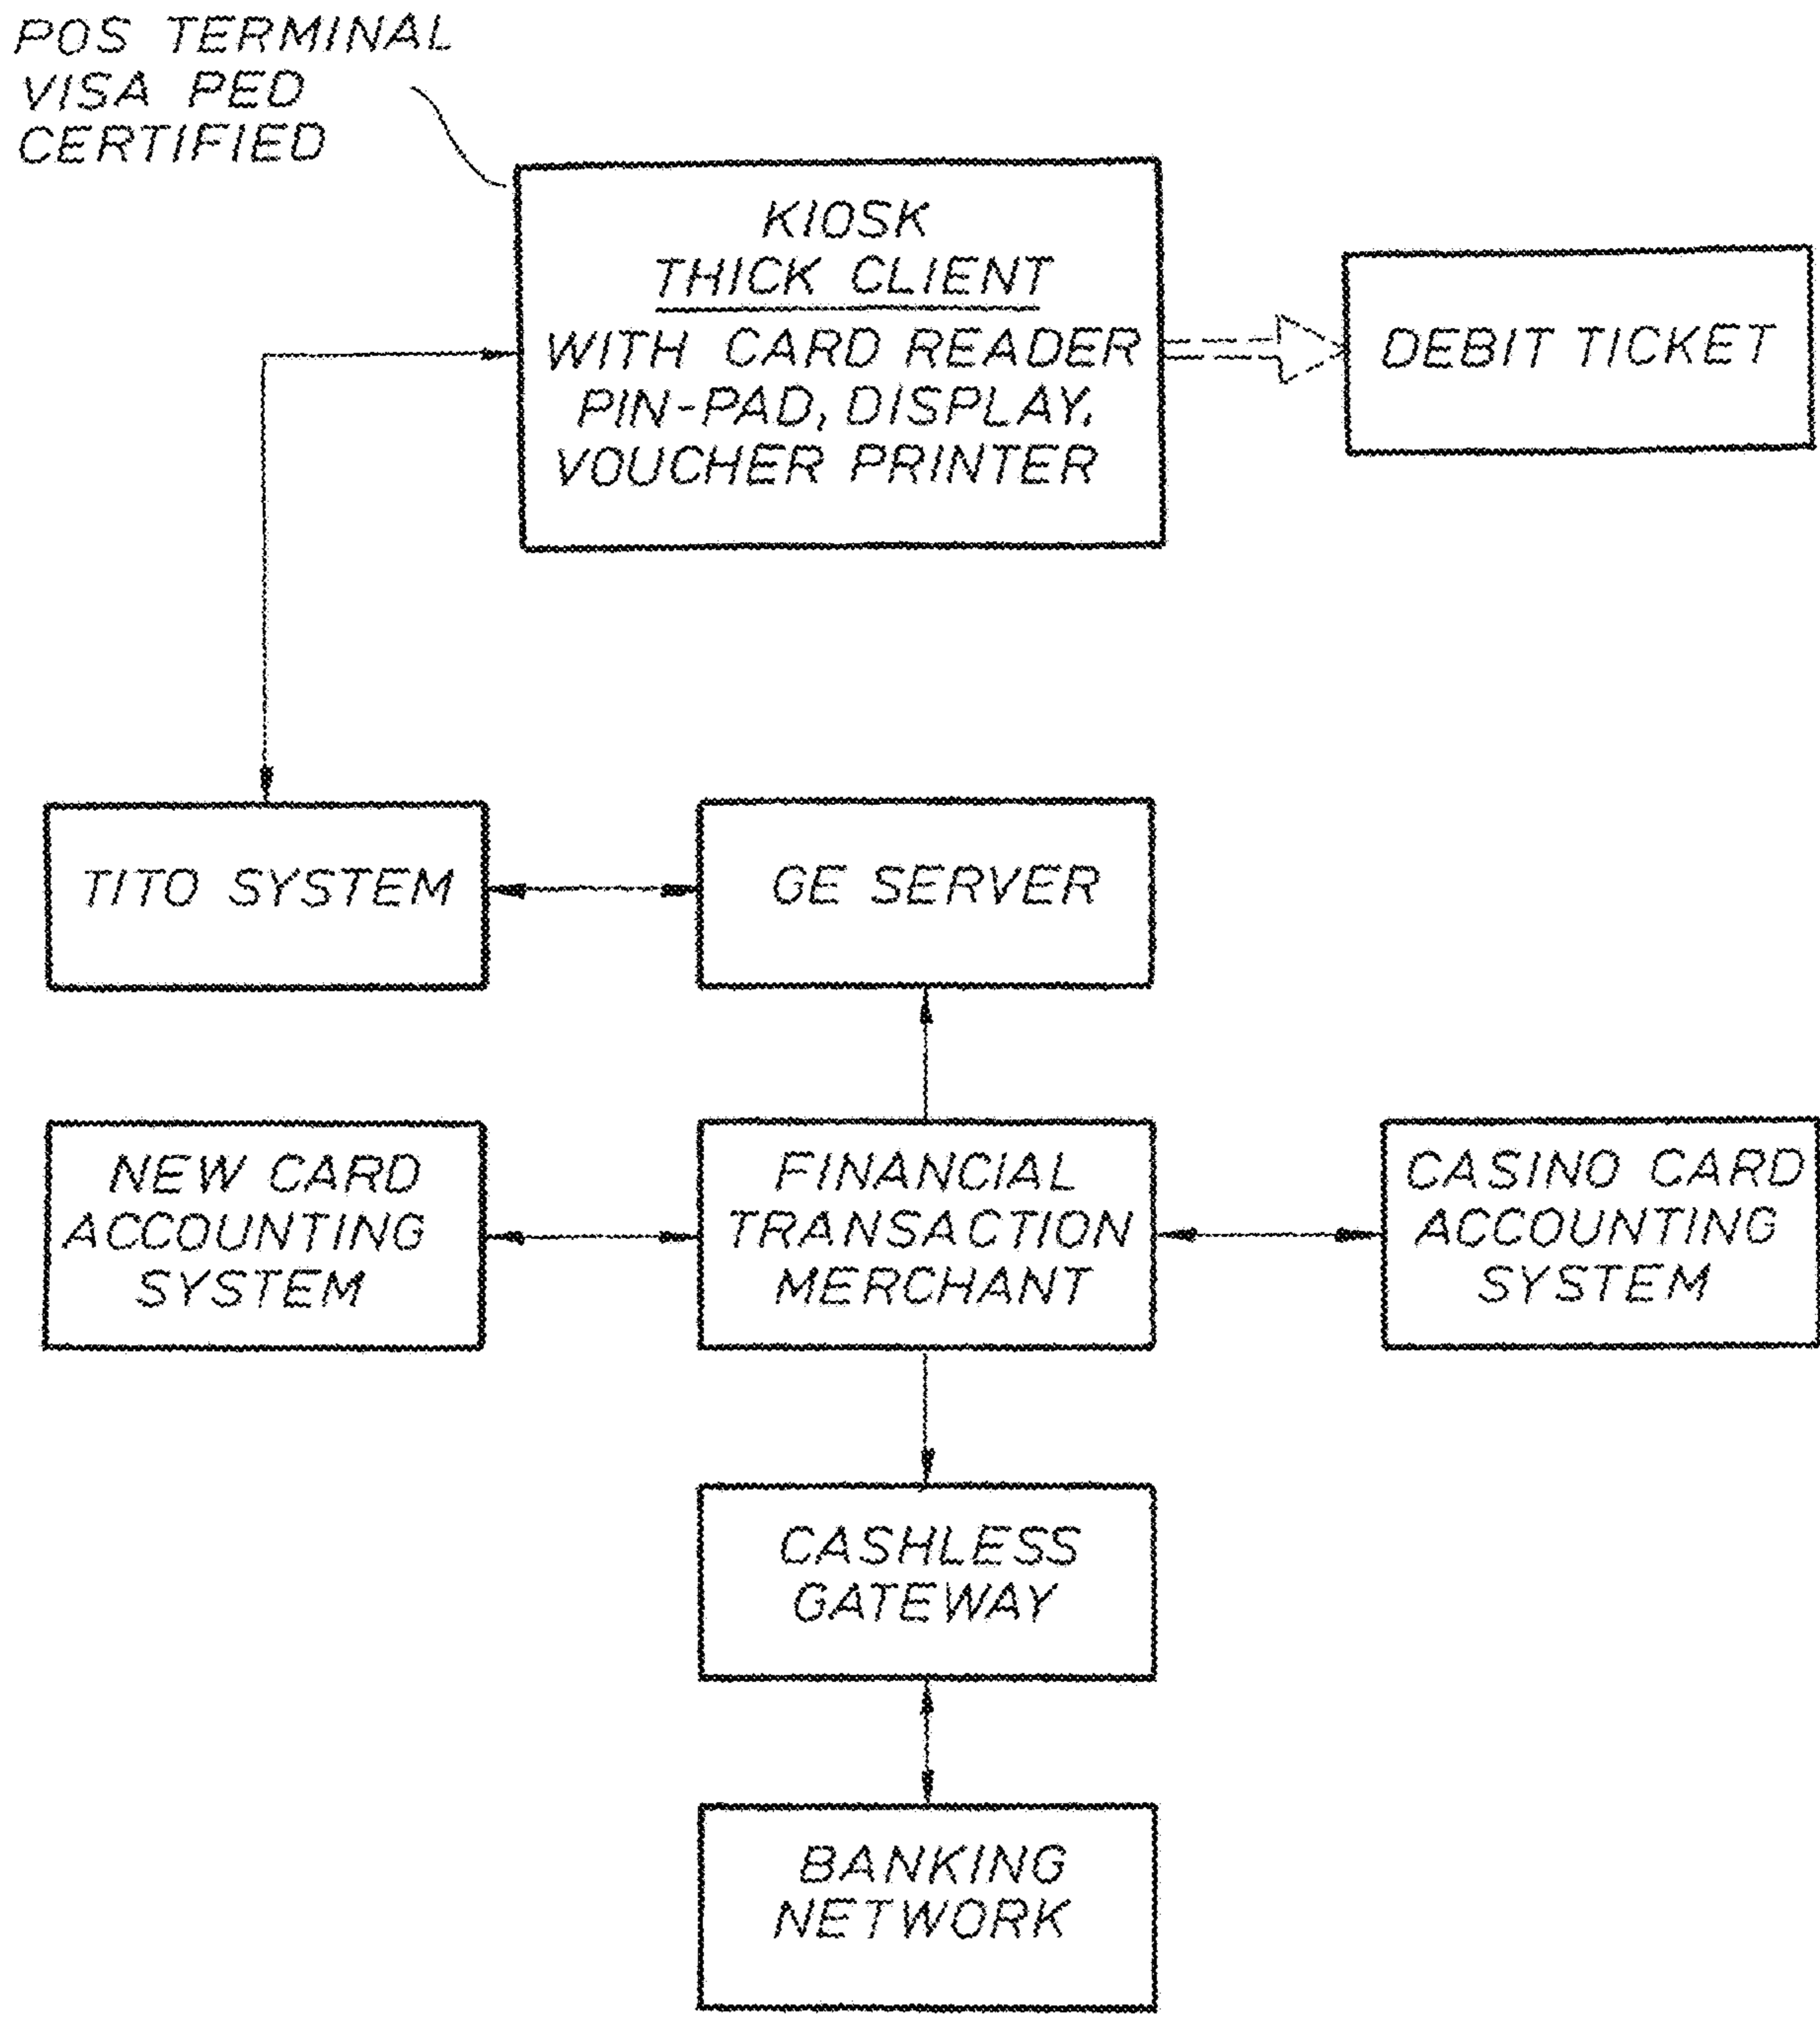 POS TERMINAL
VISA PED
CERTIFIED
KIOSK
THICK CLIENT
WITH CARD READER
PIN-PAD, DISPLAY,
VOUCHER PRINTER
DEBIT TICKET
TITO SYSTEM
GE SERVER
NEW CARD
ACCOUNTING
SYSTEM
FINANCIAL
TRANSACTION
MERCHANT
CASINO CARD
ACCOUNTING
SYSTEM
CASHLESS
GATEWAY
BANKING
NETWORK